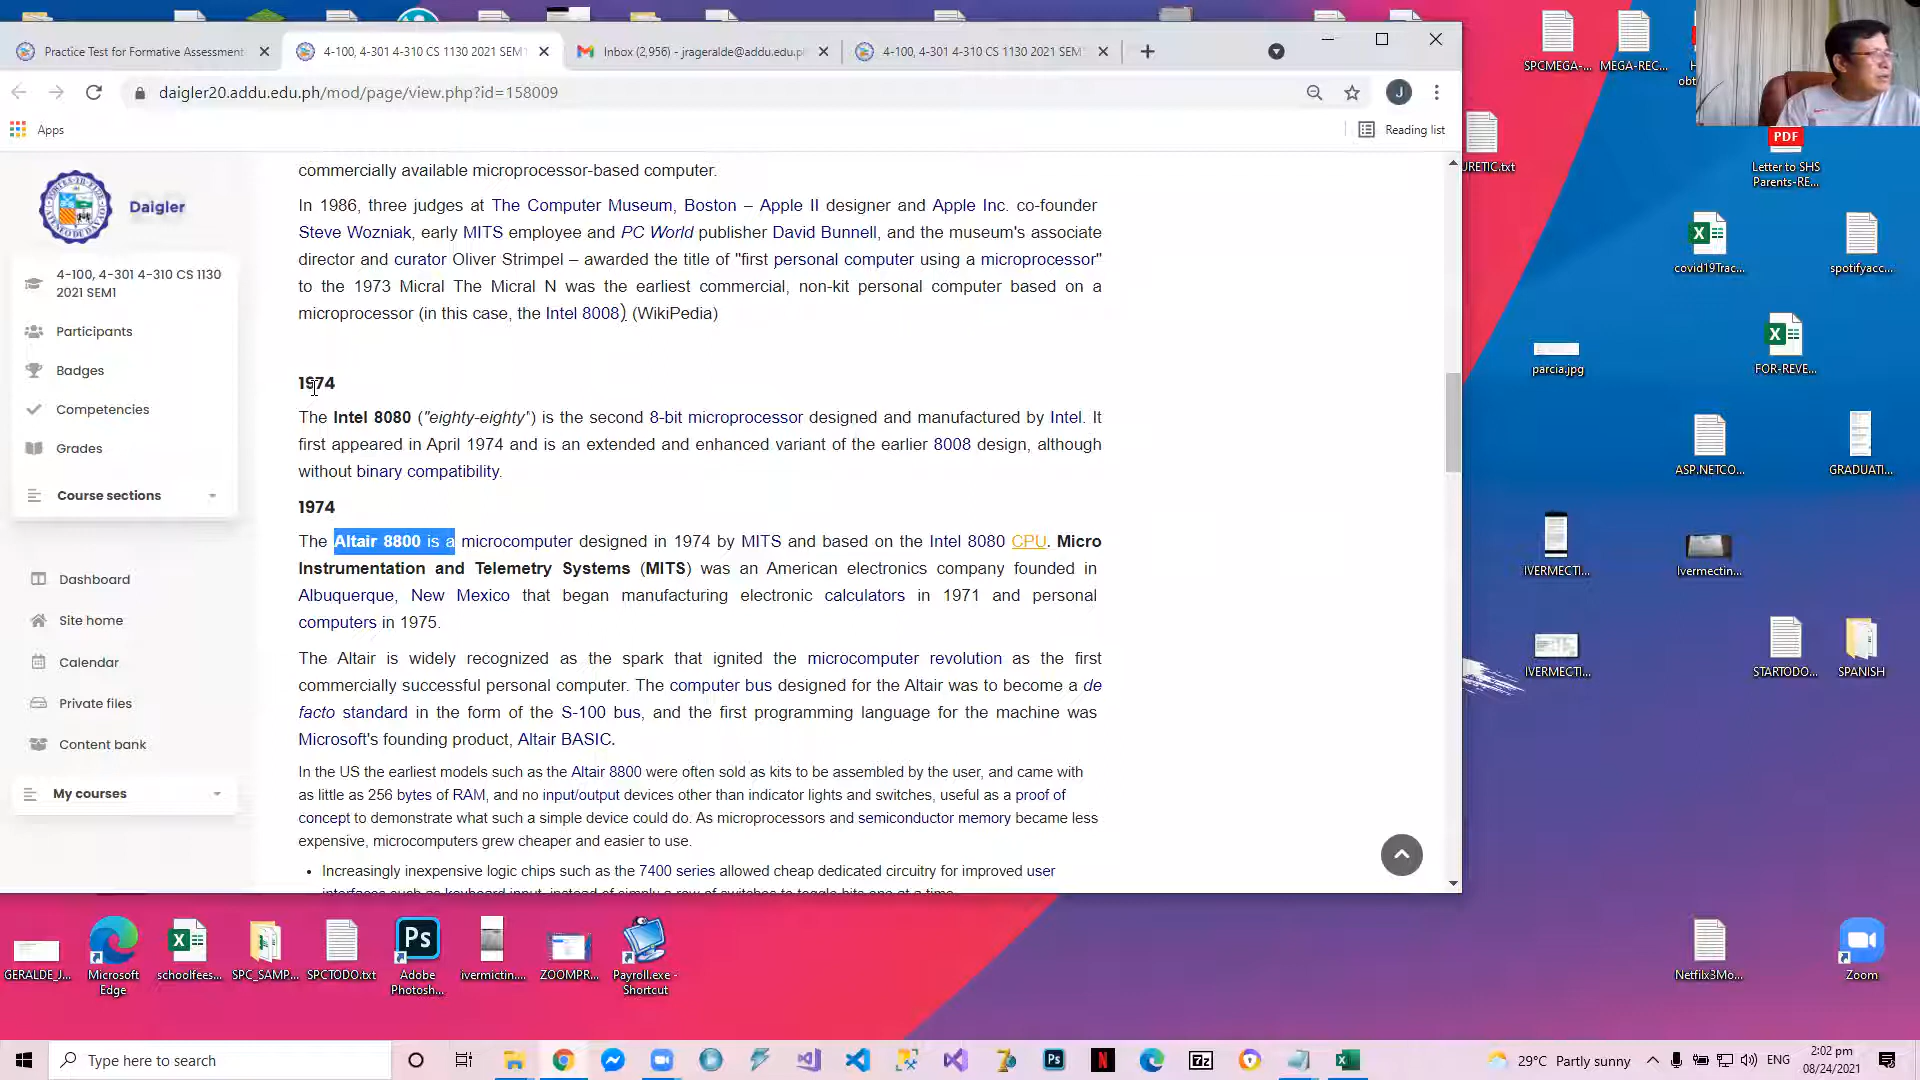 Practice Test for Formative Assessment
4-100, 4-301 4-310 CS 1130 2021 SEM
Inbox (2,956) - jrageralde@addu.edu.p
4-100, 4-301 4-310 CS 1130 2021 SEM
daigler20.addu.edu.ph/mod/page/view.php?id=158009
J
Apps
Reading list
Daigler
4-100, 4-301 4-310 CS 1130
2021 SEM1
Participants
Badges
Competencies
Grades
Course sections
Dashboard
Site home
Calendar
Private files
Content bank
My courses
commercially available microprocessor-based computer.
In 1986, three judges at The Computer Museum, Boston – Apple II designer and Apple Inc. co-founder
Steve Wozniak, early MITS employee and PC World publisher David Bunnell, and the museum's associate
director and curator Oliver Strimpel – awarded the title of "first personal computer using a microprocessor"
to the 1973 Micral The Micral N was the earliest commercial, non-kit personal computer based on a
microprocessor (in this case, the Intel 8008). (WikiPedia)
1974
The Intel 8080 ("eighty-eighty") is the second 8-bit microprocessor designed and manufactured by Intel. It
first appeared in April 1974 and is an extended and enhanced variant of the earlier 8008 design, although
without binary compatibility.
1974
The Altair 8800 is a microcomputer designed in 1974 by MITS and based on the Intel 8080 CPU. Micro
Instrumentation and Telemetry Systems (MITS) was an American electronics company founded in
Albuquerque, New Mexico that began manufacturing electronic calculators in 1971 and personal
computers in 1975.
The Altair is widely recognized as the spark that ignited the microcomputer revolution as the first
commercially successful personal computer. The computer bus designed for the Altair was to become a de
facto standard in the form of the S-100 bus, and the first programming language for the machine was
Microsoft's founding product, Altair BASIC.
In the US the earliest models such as the Altair 8800 were often sold as kits to be assembled by the user, and came with
as little as 256 bytes of RAM, and no input/output devices other than indicator lights and switches, useful as a proof of
concept to demonstrate what such a simple device could do. As microprocessors and semiconductor memory became less
expensive, microcomputers grew cheaper and easier to use.
• Increasingly inexpensive logic chips such as the 7400 series allowed cheap dedicated circuitry for improved user
interfaces such as keyboard input, instead of simply a row of switches to toggle bits one at a time.
SPCMEGA-...
MEGA-REC...
URETIC.txt
PDF
Letter to SHS
Parents-RE...
covid19Trac...
spotifyacc...
parcia.jpg
FOR-REVE...
ASP.NETCO...
GRADUATI...
IVERMECTI...
Ivermectin...
IVERMECTI...
STARTODO...
SPANISH
GERALDE_J...
Microsoft
Edge
schoolfees...
SPC_SAMP...
SPCTODO.txt
Ps
Adobe
Photosh...
ivermictin...
ZOOMPR...
Payroll.exe -
Shortcut
Netflix3Mo...
Zoom
Type here to search
Ps
N
7z
29°C Partly sunny
ENG
2:02 pm
08/24/2021